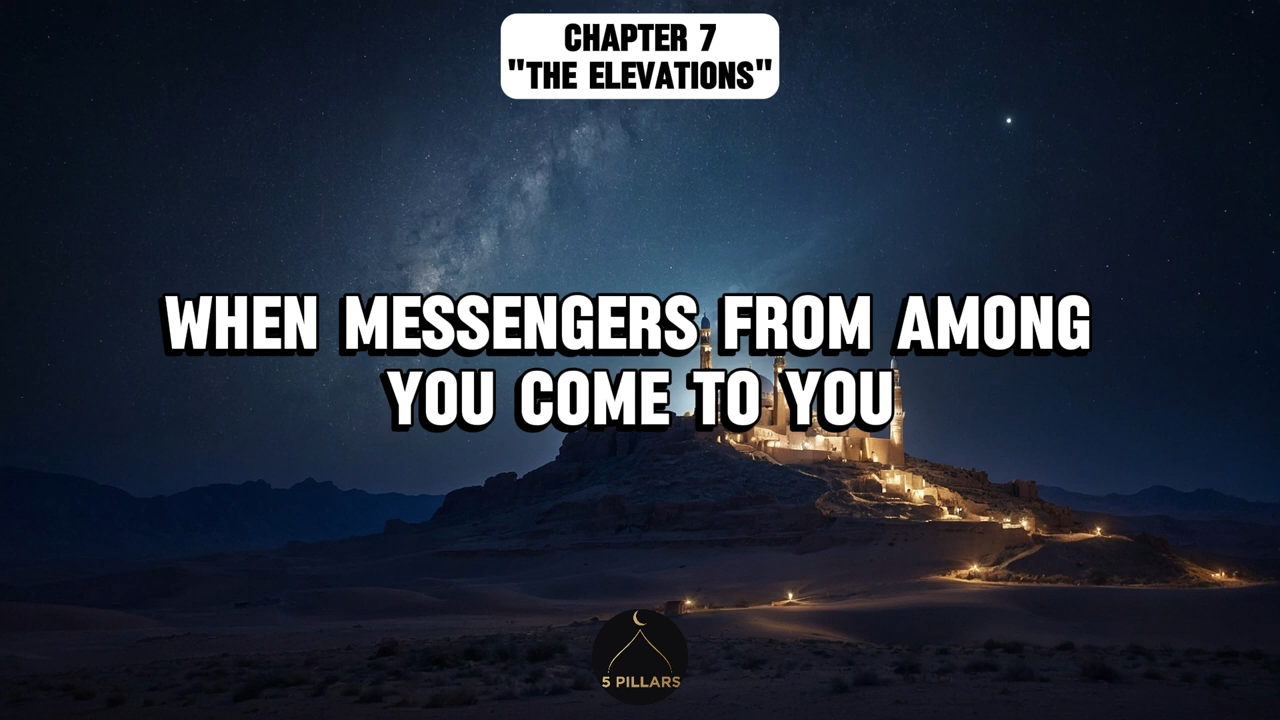 CHAPTER 7
"THE ELEVATIONS"
WHEN MESSENGERS FROM AMONG
YOU COME TO YOU
5 PILLARS